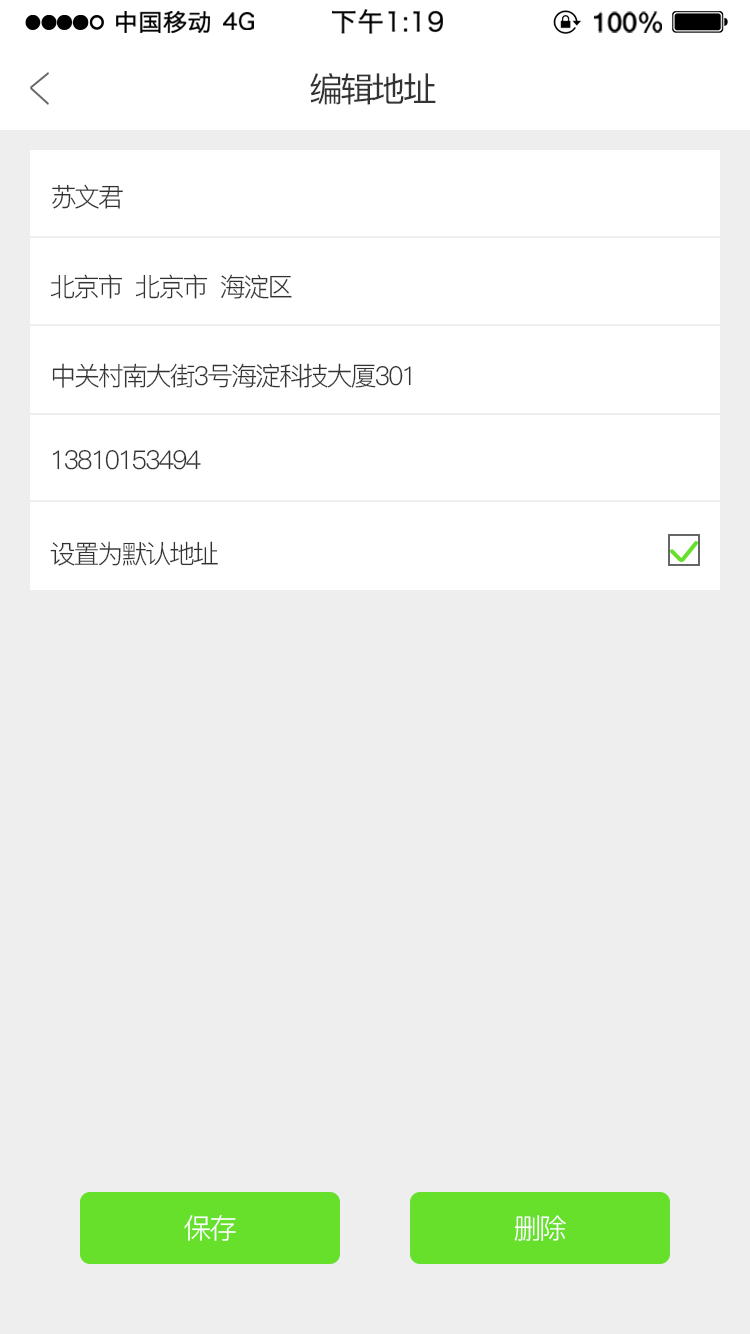 中国移动 4G 下午1:19 100%
编辑地址
苏文君
北京市 北京市 海淀区
中关村南大街3号海淀科技大厦301
13810153494
设置为默认地址
保存 删除